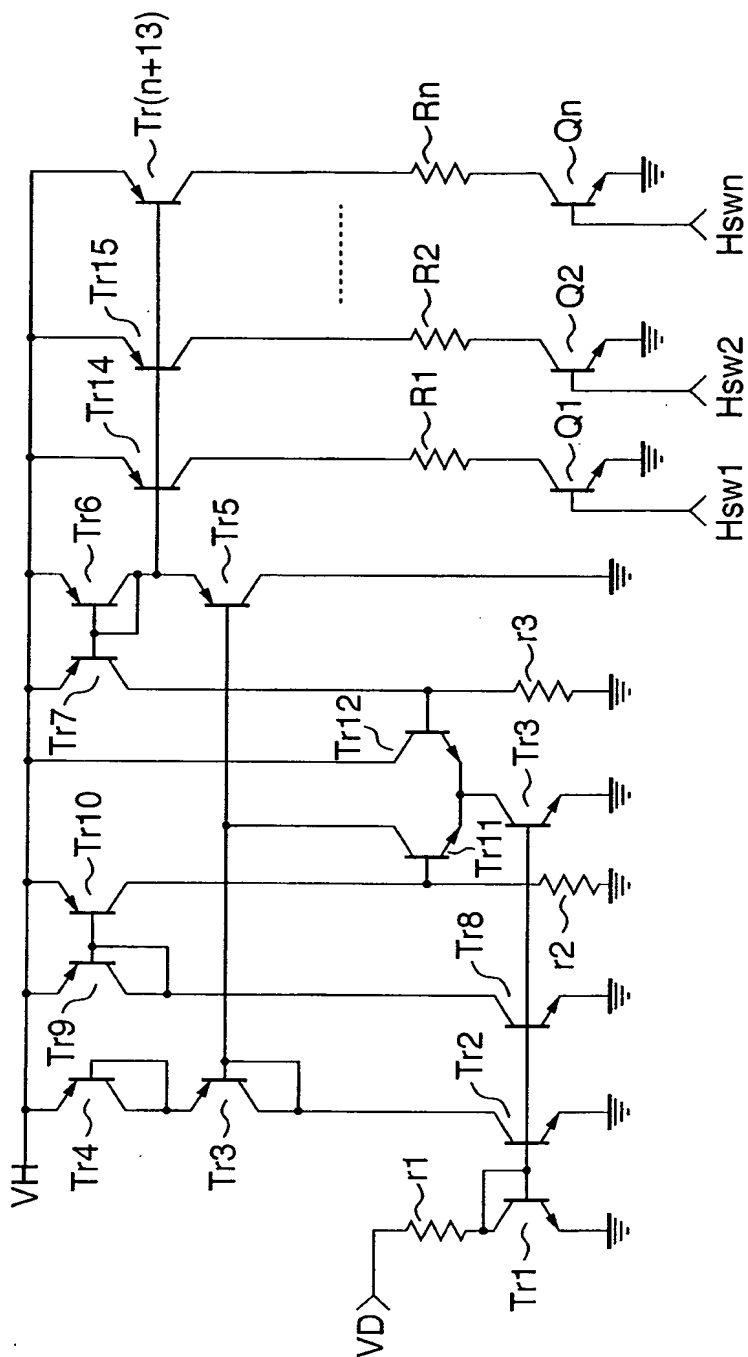 VH
Tr4
Tr9
Tr10
Tr7
Tr6
Tr14
Tr15
Tr(n+13)
Tr3
Tr5
Tr12
Tr11
R1
R2
Rn
VD
r1
Tr2
Tr8
Tr3
r3
r2
Tr1
Q1
Q2
Qn
Hsw1
Hsw2
Hswn